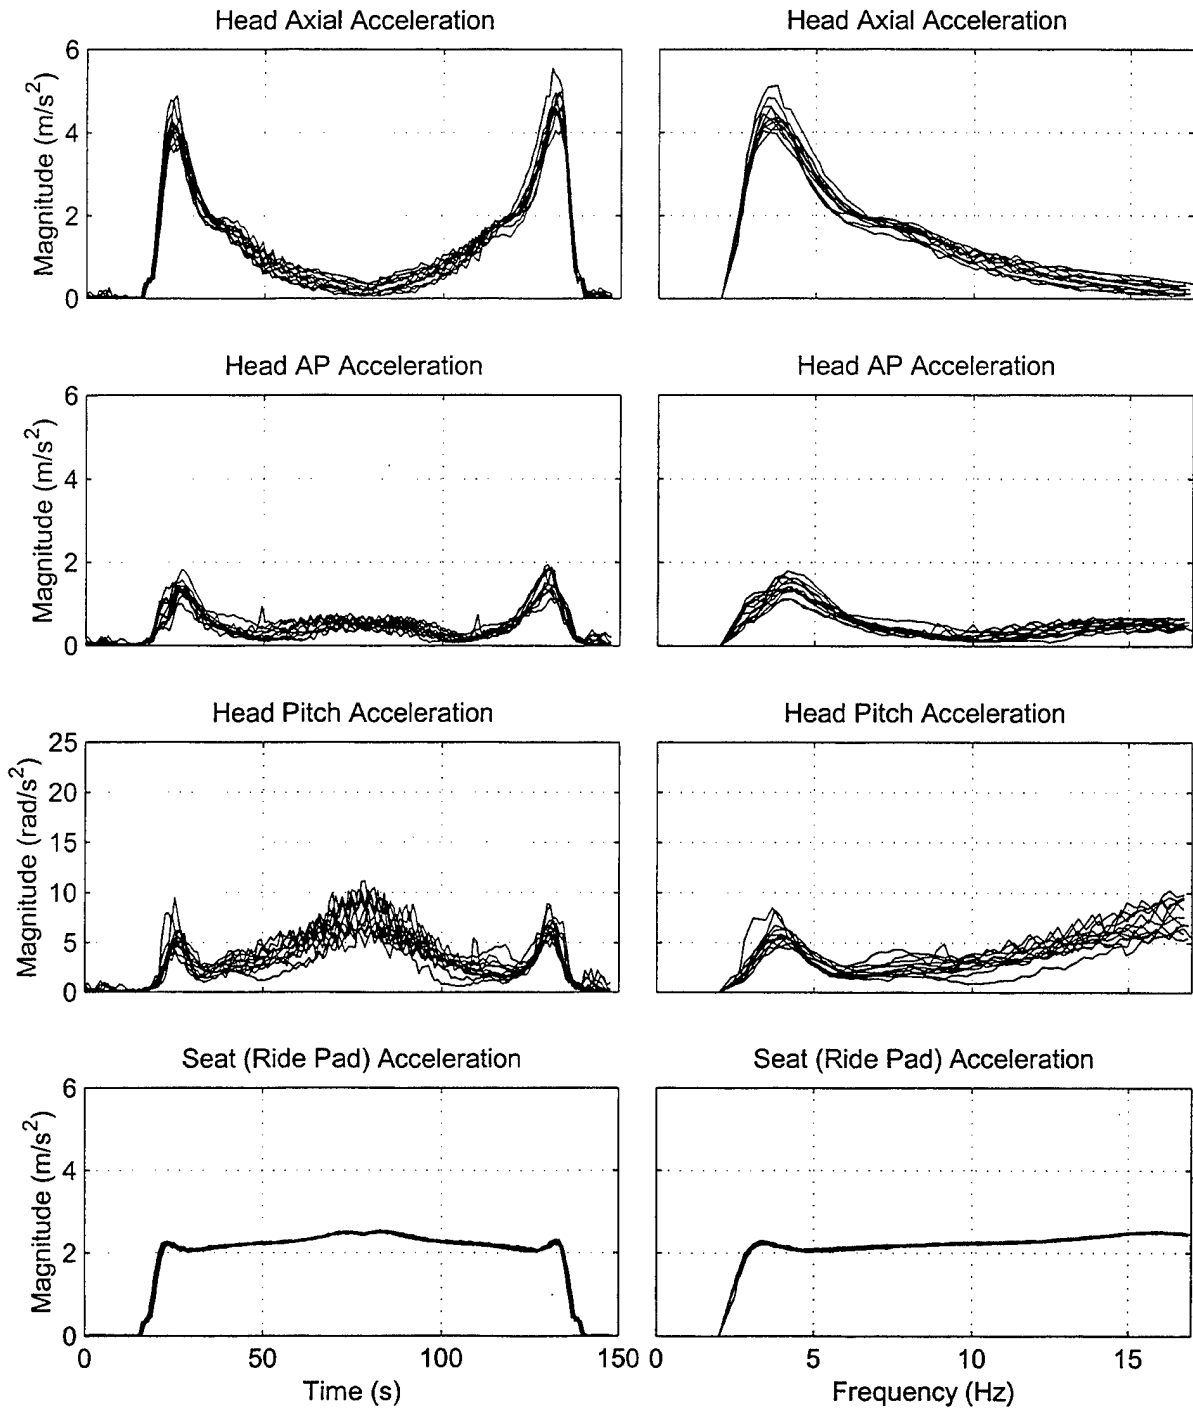 Head Axial Acceleration
Head Axial Acceleration
Magnitude (m/s²)
6
4
2
0
Head AP Acceleration
Head AP Acceleration
Magnitude (m/s²)
6
4
2
0
Head Pitch Acceleration
Head Pitch Acceleration
Magnitude (rad/s²)
25
20
15
10
5
0
Seat (Ride Pad) Acceleration
Seat (Ride Pad) Acceleration
Magnitude (m/s²)
6
4
2
0
0 50 100 150
0 5 10 15
Time (s)
Frequency (Hz)